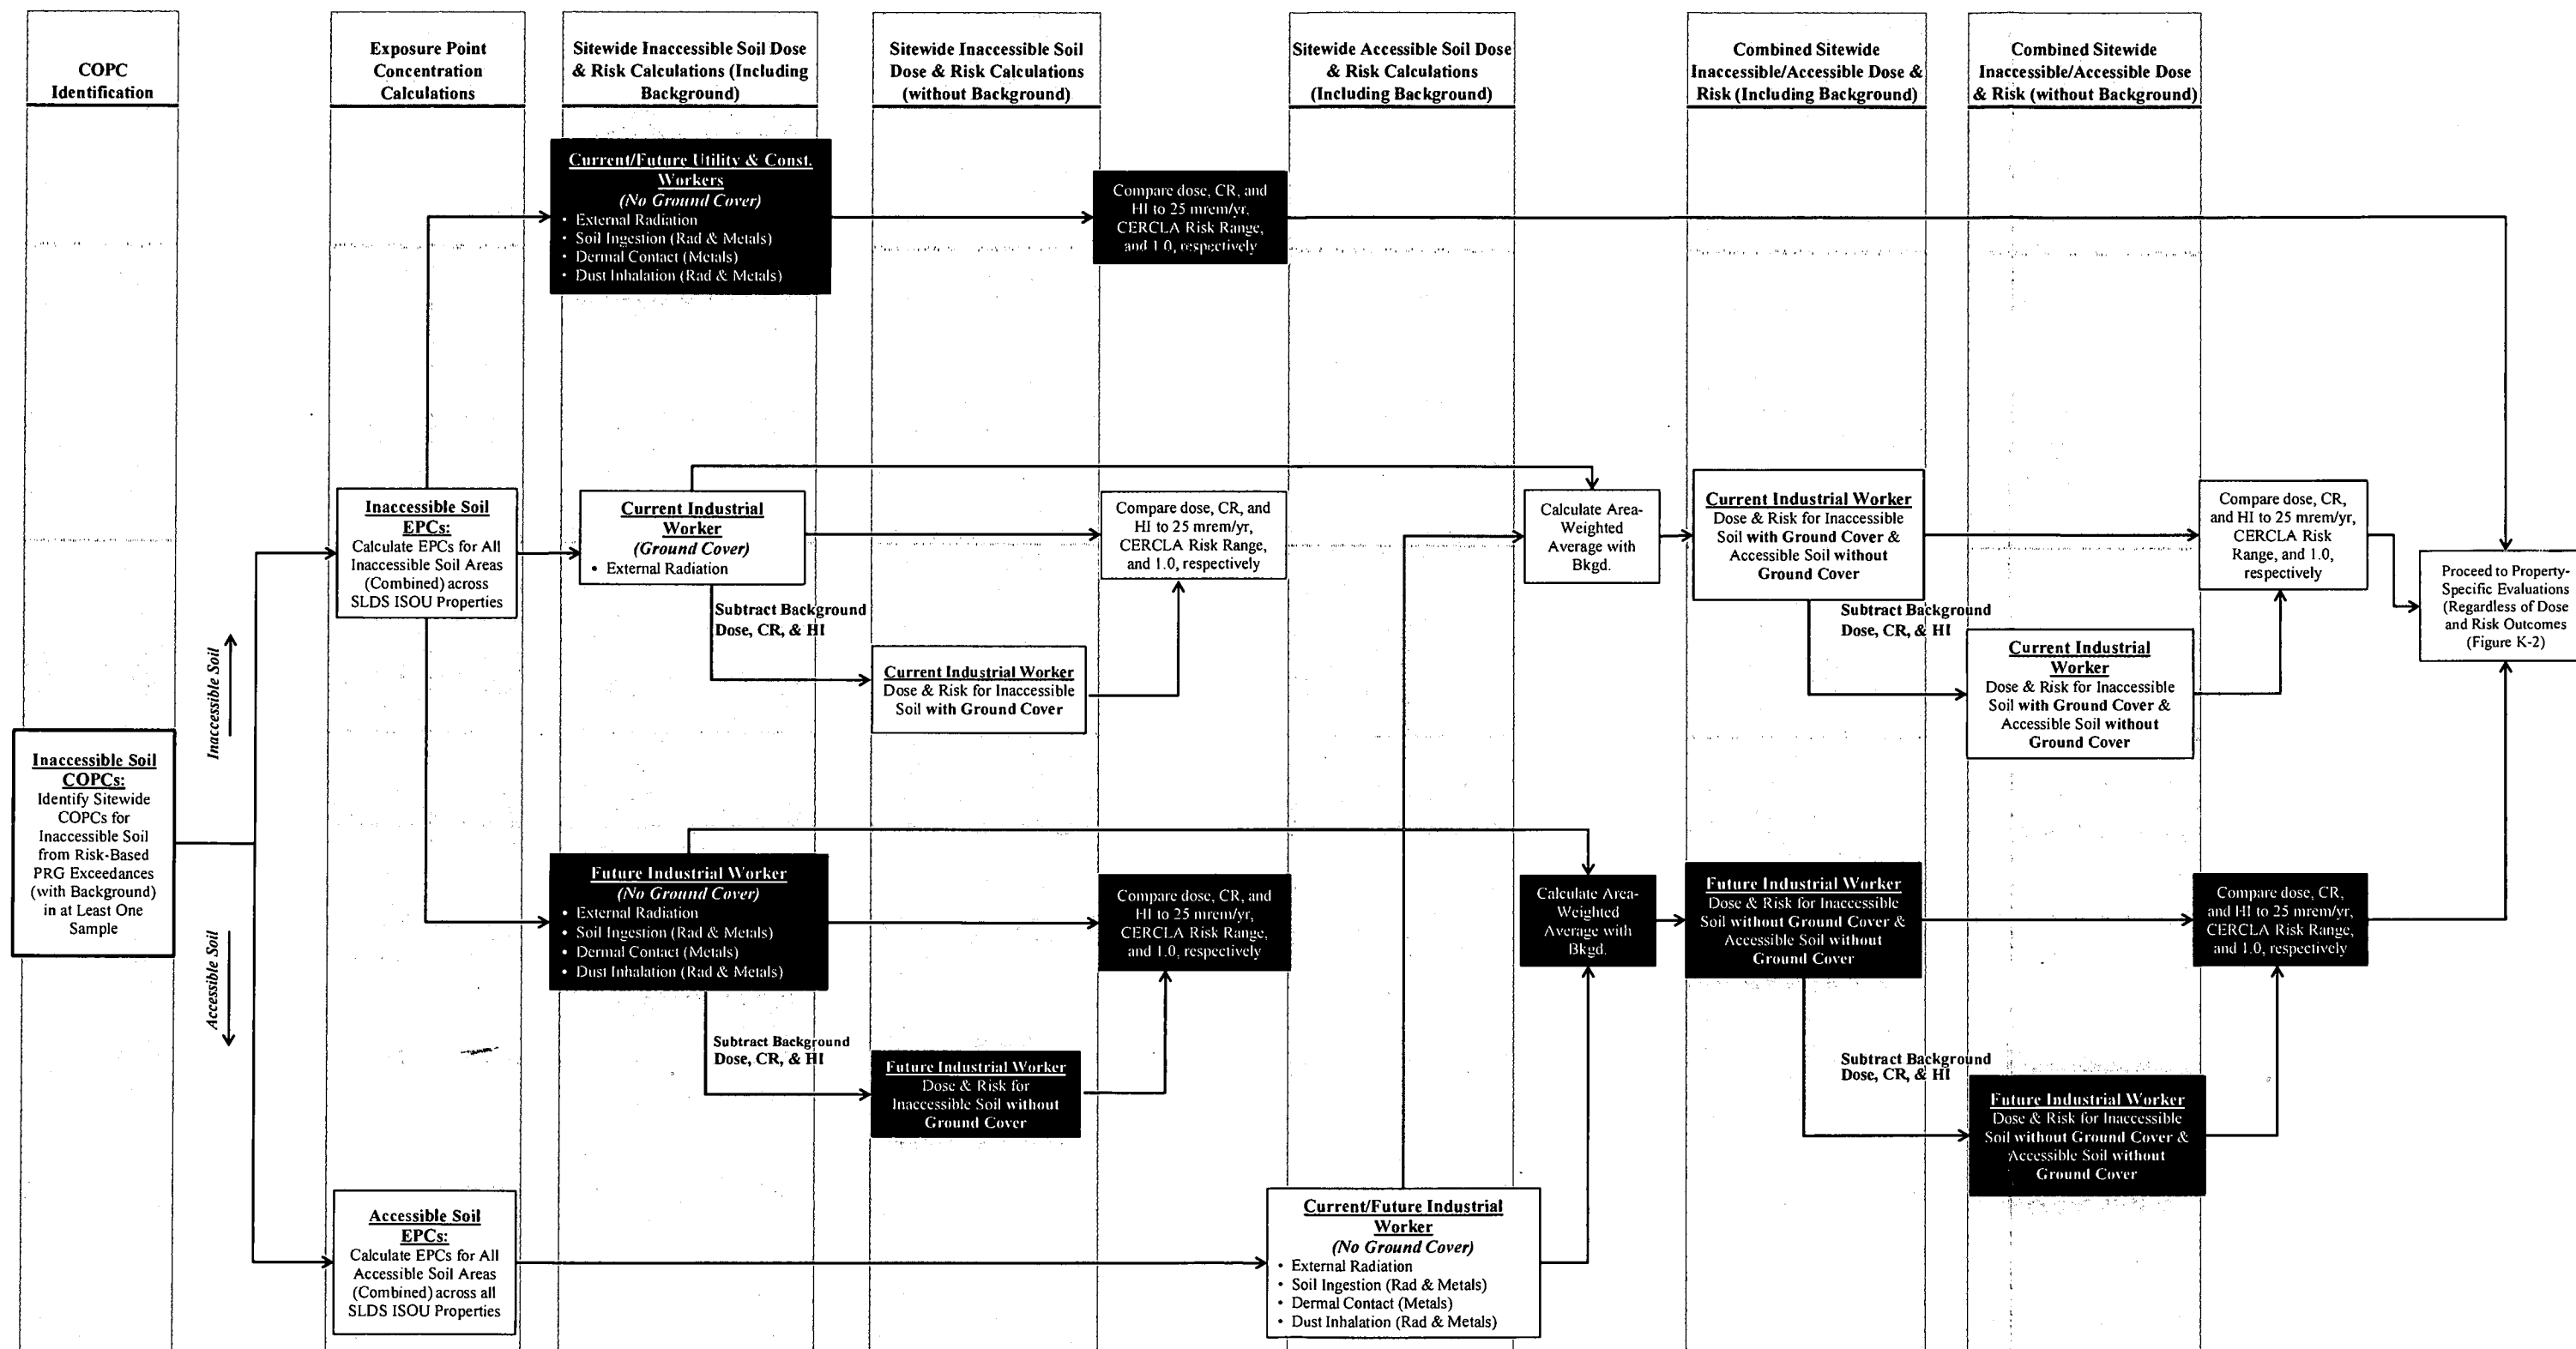 COPC
Identification
Exposure Point
Concentration
Calculations
Sitewide Inaccessible Soil Dose
& Risk Calculations (Including
Background)
Sitewide Inaccessible Soil
Dose & Risk Calculations
(without Background)
Sitewide Accessible Soil Dose
& Risk Calculations
(Including Background)
Combined Sitewide
Inaccessible/Accessible Dose &
Risk (Including Background)
Combined Sitewide
Inaccessible/Accessible Dose
& Risk (without Background)
Current/Future Utility & Const.
Workers
(No Ground Cover)
• External Radiation
• Soil Ingestion (Rad & Metals)
• Dermal Contact (Metals)
• Dust Inhalation (Rad & Metals)
Compare dose, CR, and
HI to 25 mrem/yr,
CERCLA Risk Range,
and 1.0, respectively
Inaccessible Soil
EPCs:
Calculate EPCs for All
Inaccessible Soil Areas
(Combined) across
SLDS ISOU Properties
Current Industrial
Worker
(Ground Cover)
• External Radiation
Compare dose, CR, and
HI to 25 mrem/yr,
CERCLA Risk Range,
and 1.0, respectively
Calculate Area-
Weighted
Average with
Bkgd.
Current Industrial Worker
Dose & Risk for Inaccessible
Soil with Ground Cover &
Accessible Soil without
Ground Cover
Compare dose, CR,
and HI to 25 mrem/yr,
CERCLA Risk
Range, and 1.0,
respectively
Proceed to Property-
Specific Evaluations
(Regardless of Dose
and Risk Outcomes
(Figure K-2)
Subtract Background
Dose, CR, & HI
Current Industrial Worker
Dose & Risk for Inaccessible
Soil with Ground Cover
Subtract Background
Dose, CR, & HI
Current Industrial
Worker
Dose & Risk for Inaccessible
Soil with Ground Cover &
Accessible Soil without
Ground Cover
Inaccessible Soil
Inaccessible Soil
COPCs:
Identify Sitewide
COPCs for
Inaccessible Soil
from Risk-Based
PRG Exceedances
(with Background)
in at Least One
Sample
Accessible Soil
Future Industrial Worker
(No Ground Cover)
• External Radiation
• Soil Ingestion (Rad & Metals)
• Dermal Contact (Metals)
• Dust Inhalation (Rad & Metals)
Compare dose, CR, and
HI to 25 mrem/yr,
CERCLA Risk Range,
and 1.0, respectively
Calculate Area-
Weighted
Average with
Bkgd.
Future Industrial Worker
Dose & Risk for Inaccessible
Soil without Ground Cover &
Accessible Soil without
Ground Cover
Compare dose, CR,
and HI to 25 mrem/yr,
CERCLA Risk Range,
and 1.0, respectively
Subtract Background
Dose, CR, & HI
Future Industrial Worker
Dose & Risk for
Inaccessible Soil without
Ground Cover
Subtract Background
Dose, CR, & HI
Future Industrial Worker
Dose & Risk for Inaccessible
Soil without Ground Cover &
Accessible Soil without
Ground Cover
Accessible Soil
EPCs:
Calculate EPCs for All
Accessible Soil Areas
(Combined) across all
SLDS ISOU Properties
Current/Future Industrial
Worker
(No Ground Cover)
• External Radiation
• Soil Ingestion (Rad & Metals)
• Dermal Contact (Metals)
• Dust Inhalation (Rad & Metals)